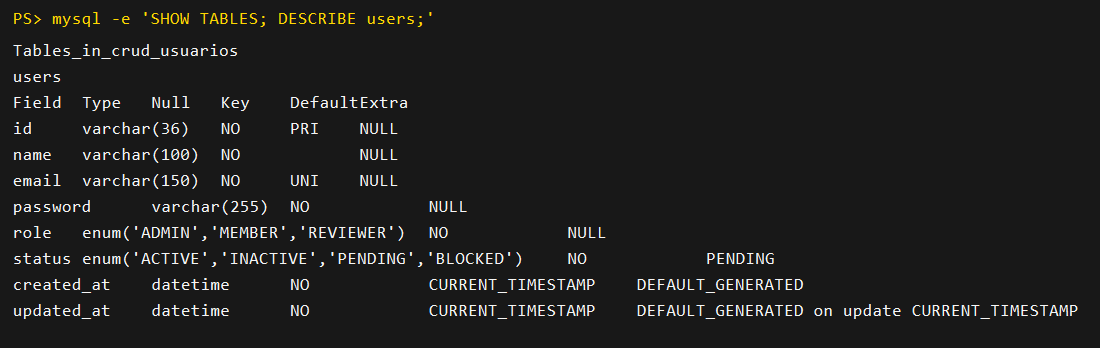 PS> mysql -e 'SHOW TABLES; DESCRIBE users;'
Tables_in_crud_usuarios
users
Field Type Null Key DefaultExtra
id varchar(36) NO PRI NULL
name varchar(100) NO NULL
email varchar(150) NO UNI NULL
password varchar(255) NO NULL
role enum('ADMIN','MEMBER','REVIEWER') NO NULL
status enum('ACTIVE','INACTIVE','PENDING','BLOCKED') NO PENDING
created_at datetime NO CURRENT_TIMESTAMP DEFAULT_GENERATED
updated_at datetime NO CURRENT_TIMESTAMP DEFAULT_GENERATED on update CURRENT_TIMESTAMP